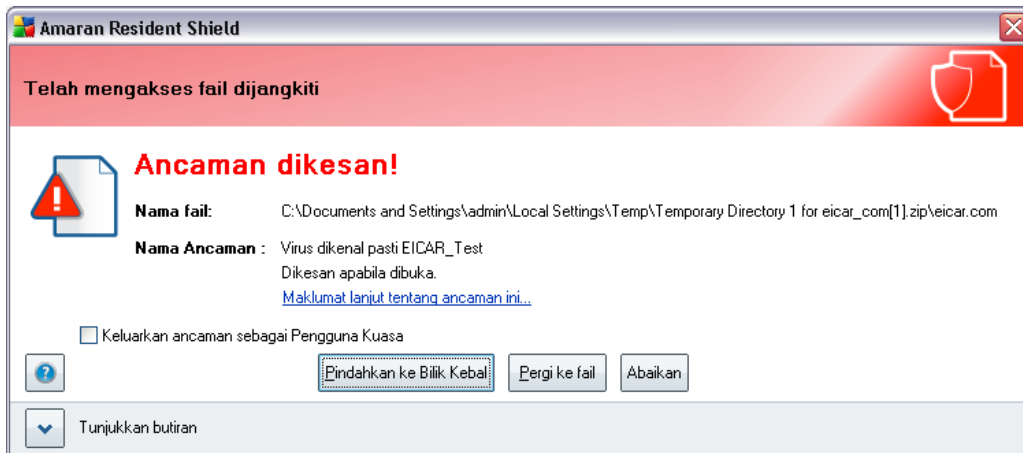 Amaran Resident Shield
Telah mengakses fail dijangkiti
Ancaman dikesan!
Nama fail: C:\Documents and Settings\admin\Local Settings\Temp\Temporary Directory 1 for eicar_com[1].zip\eicar.com
Nama Ancaman : Virus dikenal pasti EICAR_Test
Dikesan apabila dibuka.
Maklumat lanjut tentang ancaman ini...
Keluarkan ancaman sebagai Pengguna Kuasa
Pindahkan ke Bilik Kebal Pergi ke fail Abaikan
Tunjukkan butiran